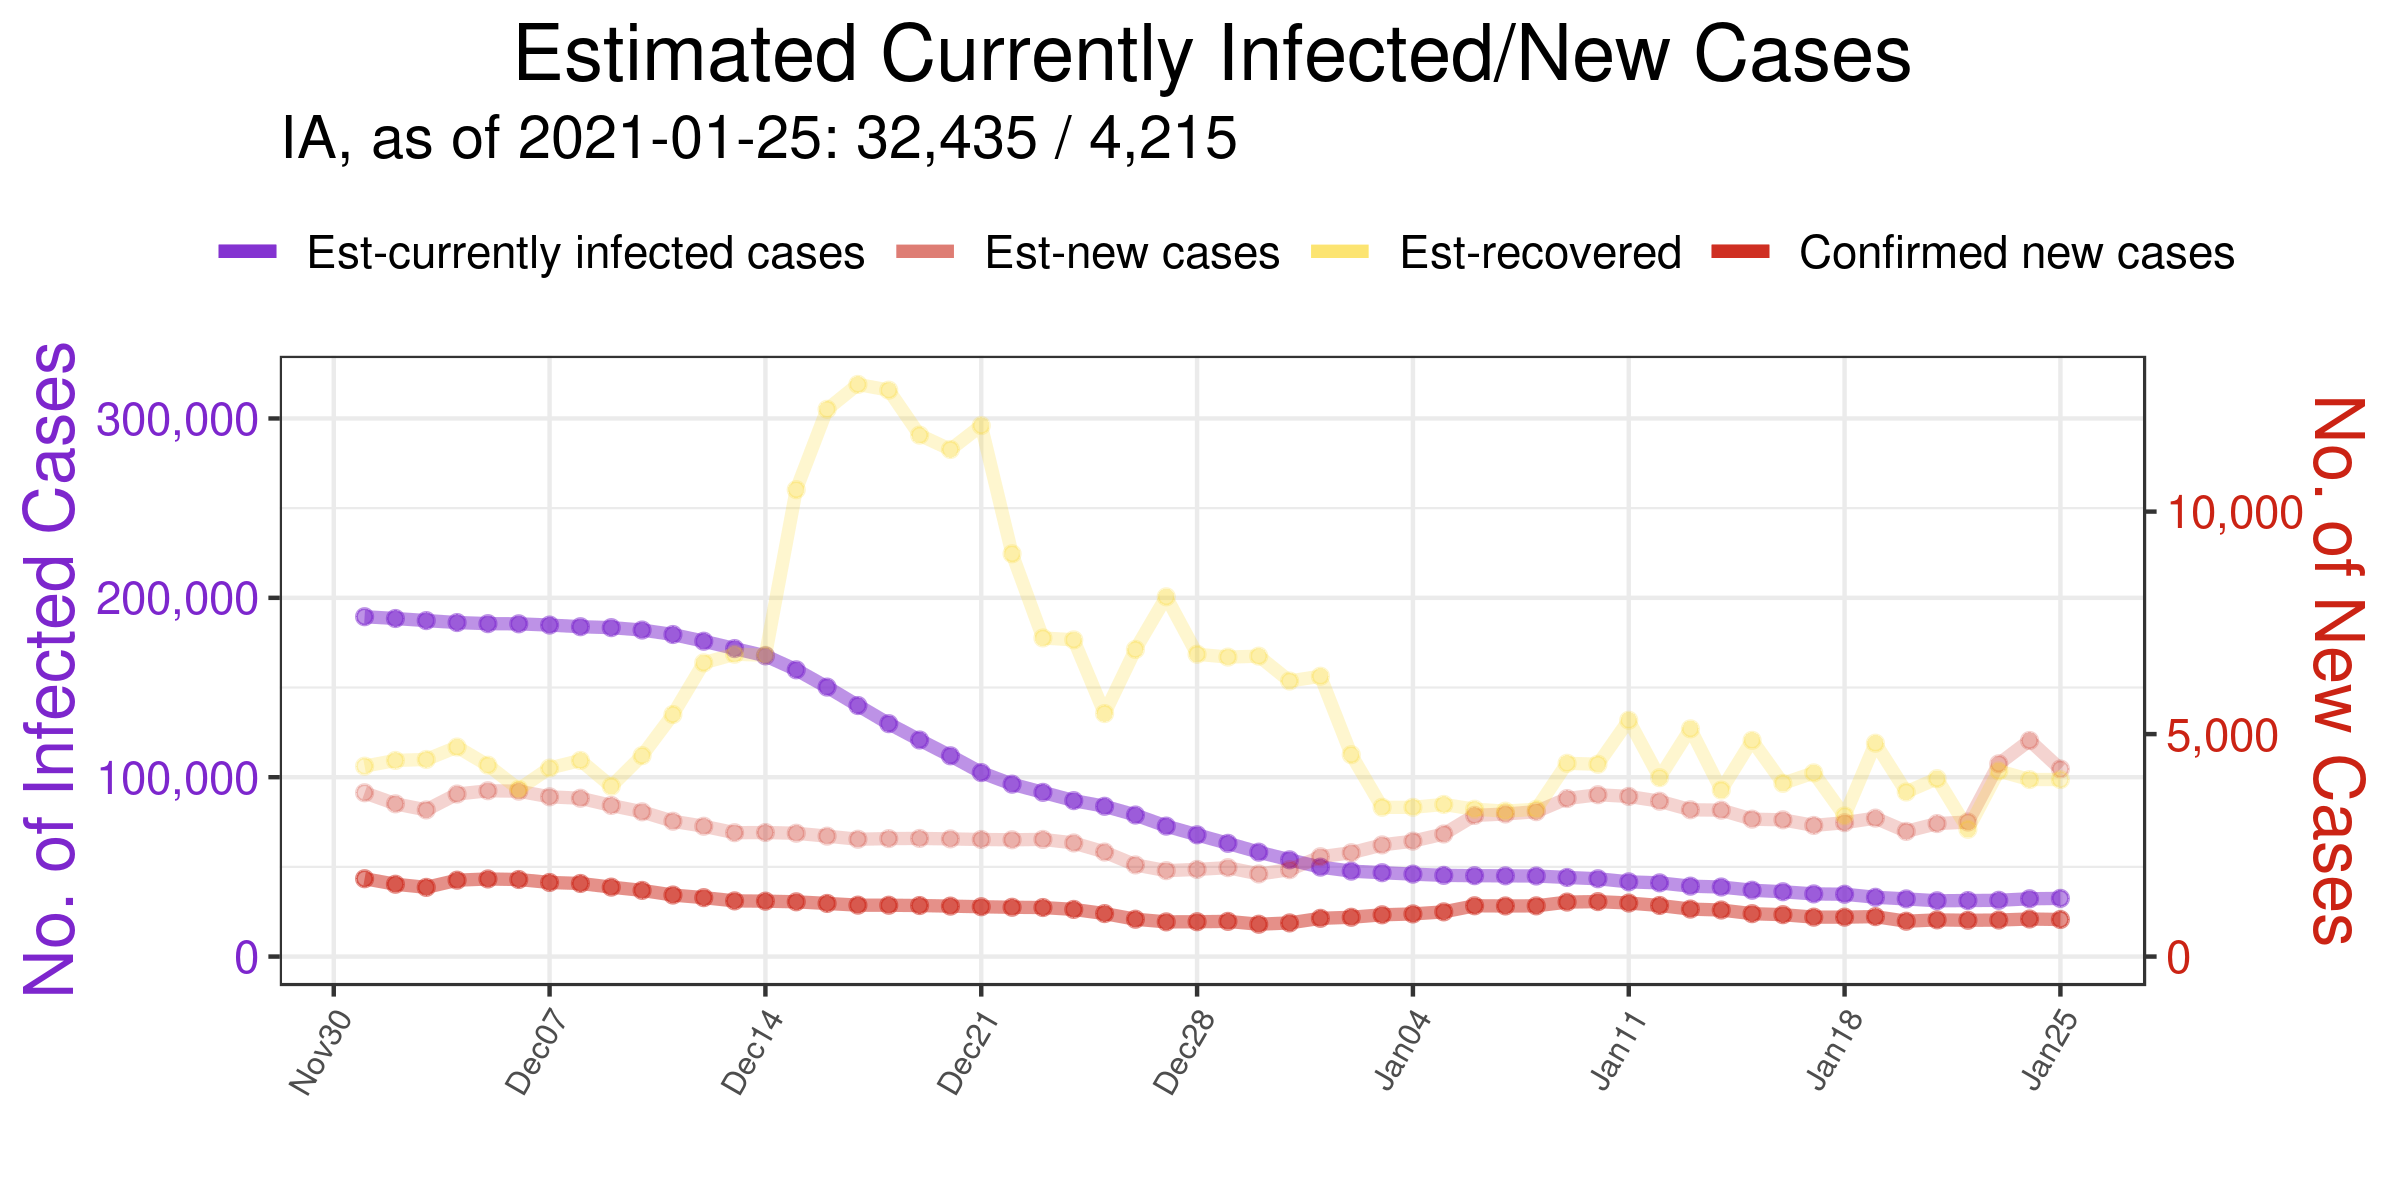 Estimated Currently Infected/New Cases
IA, as of 2021-01-25: 32,435 / 4,215
Est-currently infected cases Est-new cases Est-recovered Confirmed new cases
No. of Infected Cases
300,000
200,000
100,000
0
No. of New Cases
10,000
5,000
0
Nov30 Dec07 Dec14 Dec21 Dec28 Jan04 Jan11 Jan18 Jan25